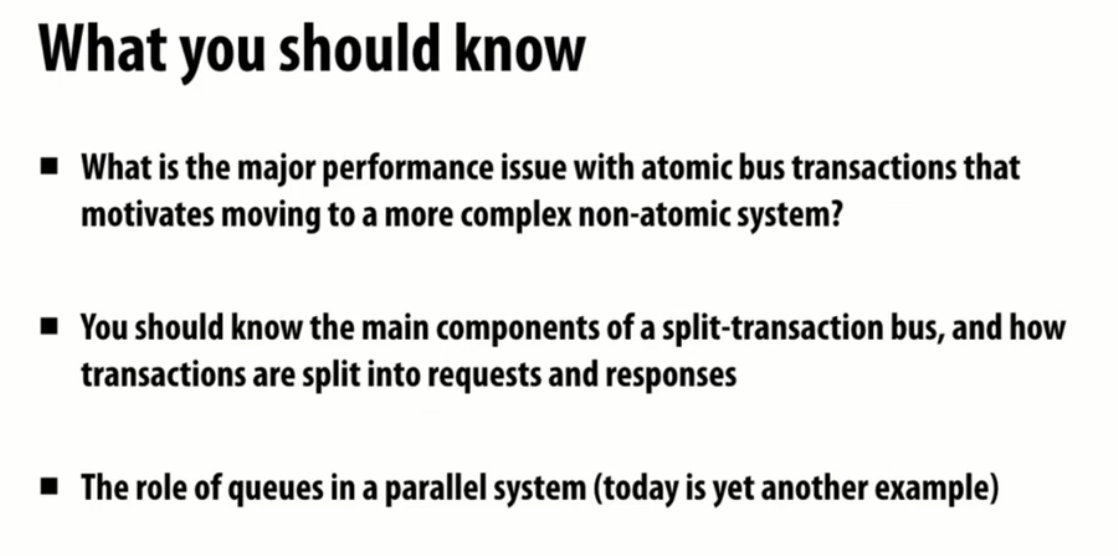 What you should know
■ What is the major performance issue with atomic bus transactions that
motivates moving to a more complex non-atomic system?
■ You should know the main components of a split-transaction bus, and how
transactions are split into requests and responses
■ The role of queues in a parallel system (today is yet another example)